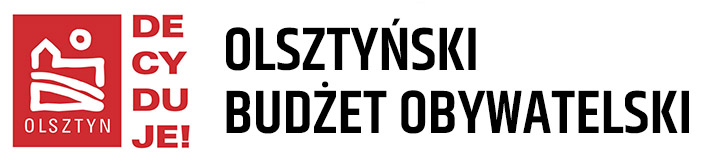 OLSZTYN
DE
CY
DU
JE!
OLSZTYŃSKI
BUDŻET OBYWATELSKI